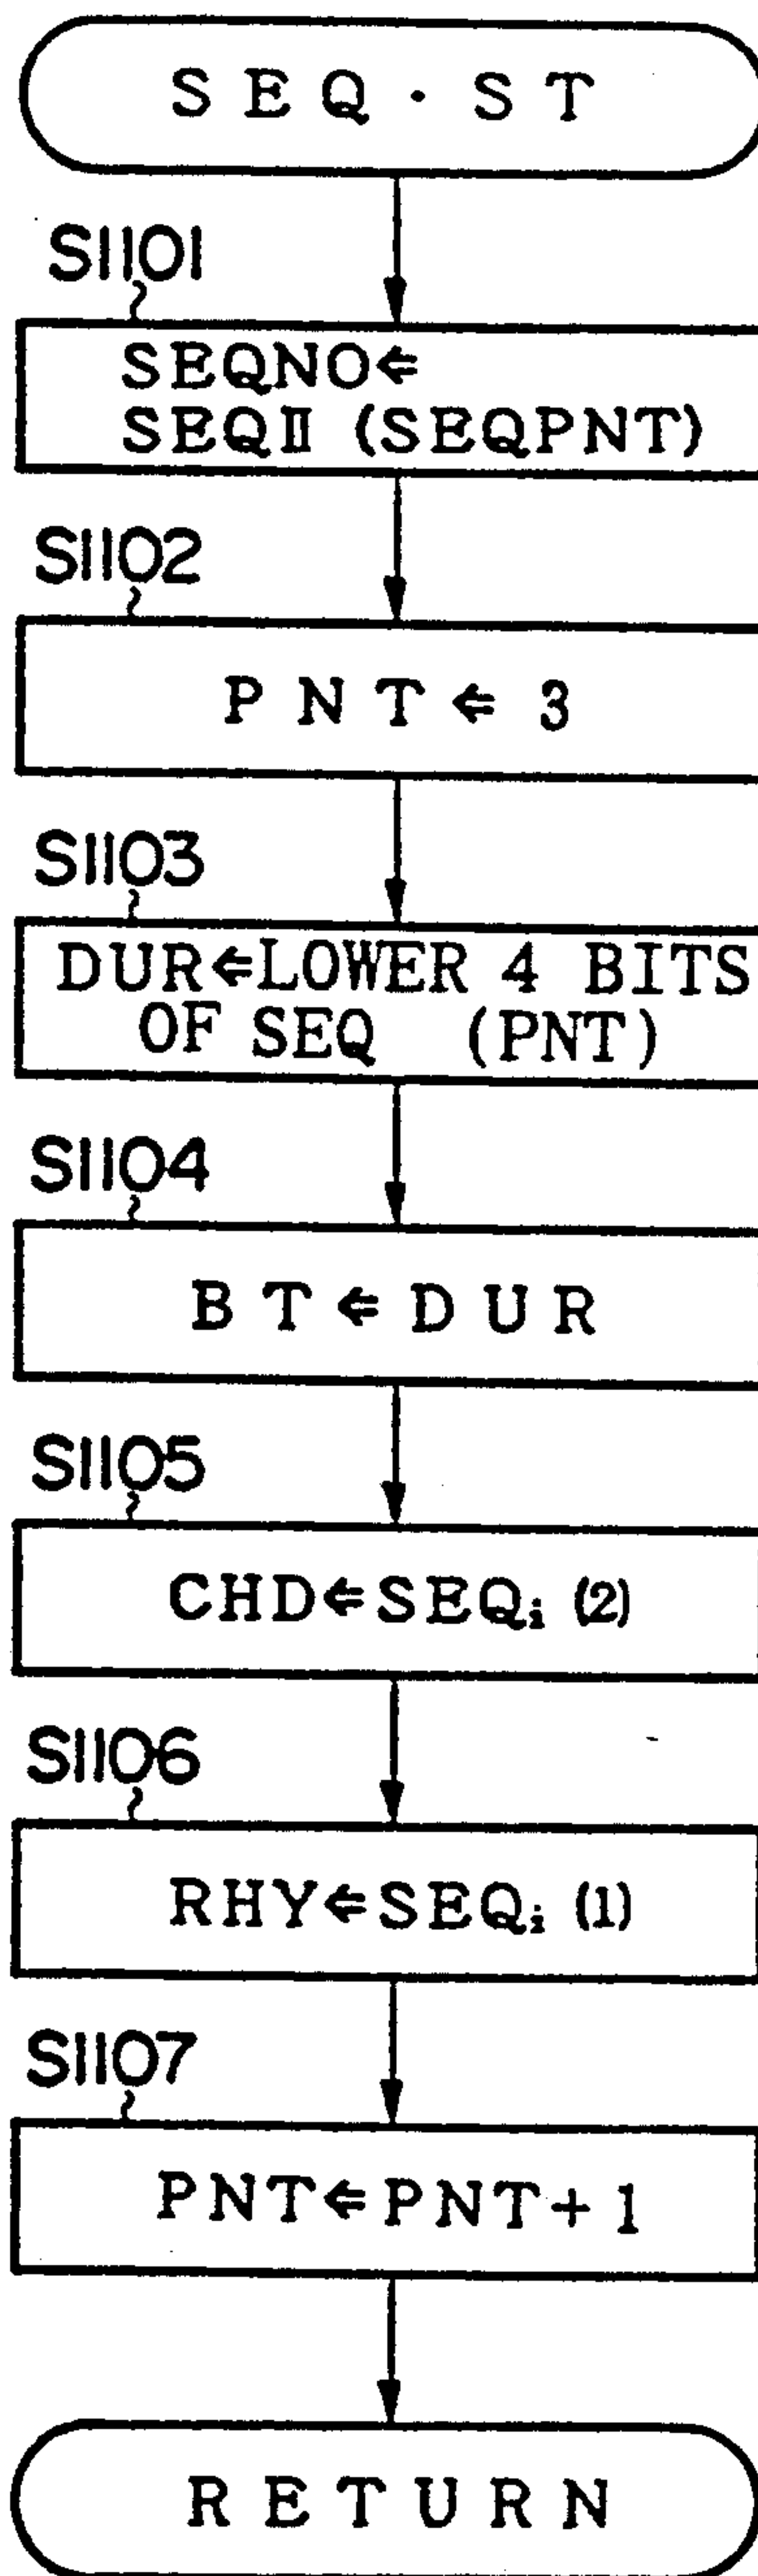 SEQ・ST
S1101
SEQNO⇐
SEQⅡ (SEQPNT)
S1102
PNT⇐3
S1103
DUR⇐LOWER 4 BITS
OF SEQ (PNT)
S1104
BT⇐DUR
S1105
CHD⇐SEQi (2)
S1106
RHY⇐SEQi (1)
S1107
PNT⇐PNT+1
RETURN